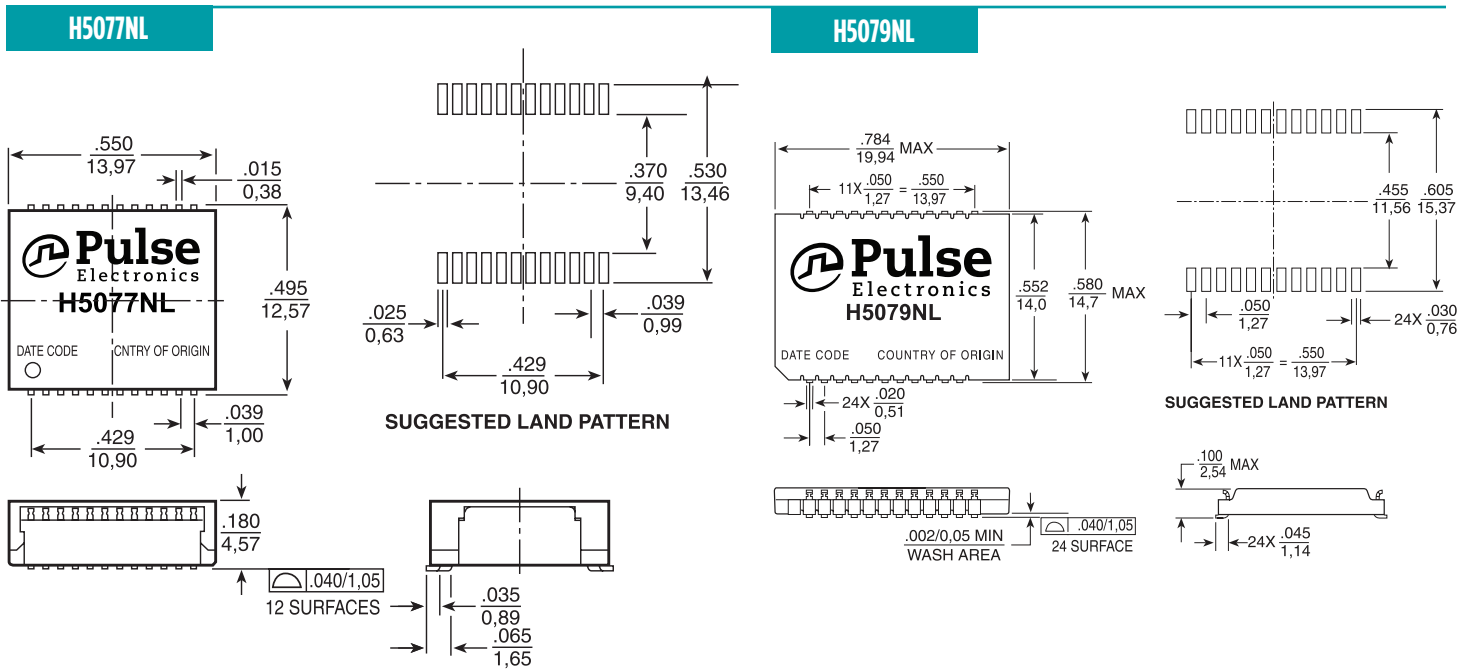 H5077NL
.550
13,97
.015
0,38
Pulse
Electronics
H5077NL
DATE CODE CNTRY OF ORIGIN
.495
12,57
.039
1,00
.429
10,90
.370
9,40
.530
13,46
.025
0,63
.039
0,99
.429
10,90
SUGGESTED LAND PATTERN
.180
4,57
.040/1,05
12 SURFACES
.035
0,89
.065
1,65
H5079NL
.784
19,94 MAX
11X .050
1,27 = .550
13,97
Pulse
Electronics
H5079NL
DATE CODE COUNTRY OF ORIGIN
.552
14,0
.580
14,7 MAX
24X .020
0,51
.050
1,27
.455
11,56
.605
15,37
.050
1,27
24X .030
0,76
11X .050
1,27 = .550
13,97
SUGGESTED LAND PATTERN
.002/0,05 MIN
WASH AREA
.040/1,05
24 SURFACE
.100
2,54 MAX
24X .045
1,14